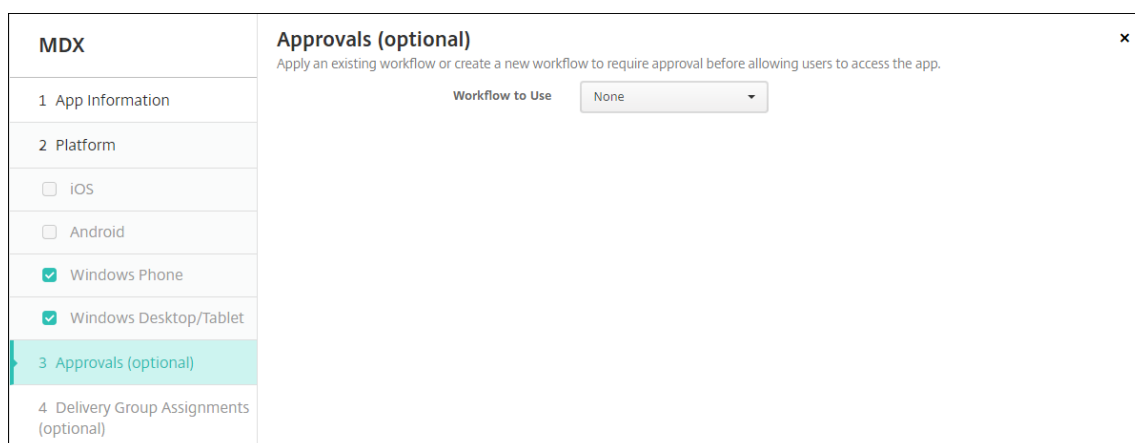 MDX
1 App Information
2 Platform
iOS
Android
Windows Phone
Windows Desktop/Tablet
3 Approvals (optional)
4 Delivery Group Assignments
(optional)
Approvals (optional)
Apply an existing workflow or create a new workflow to require approval before allowing users to access the app.
Workflow to Use None